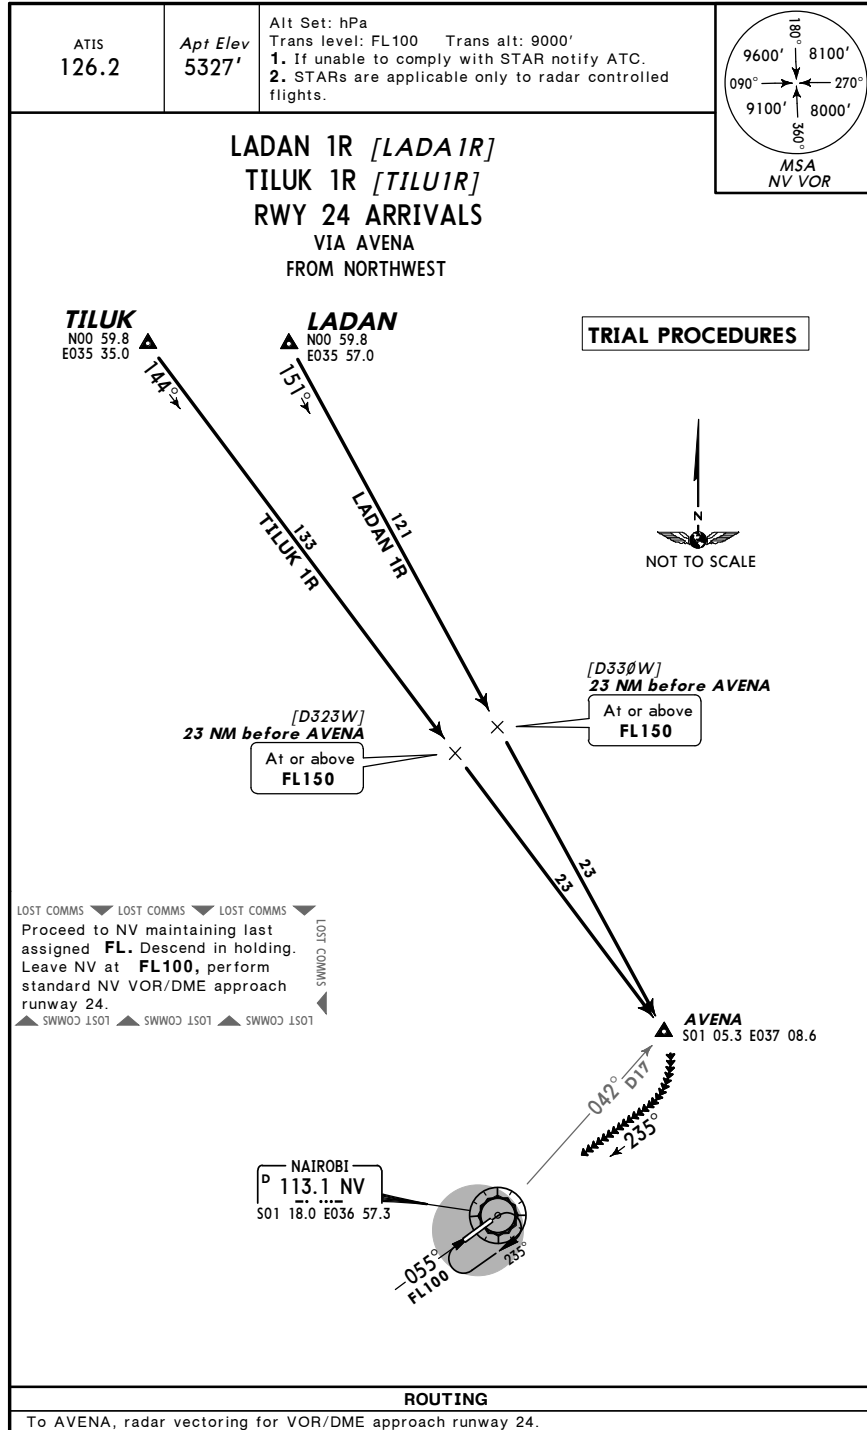 ATIS
126.2
Apt Elev
5327'
Alt Set: hPa
Trans level: FL100 Trans alt: 9000'
1. If unable to comply with STAR notify ATC.
2. STARs are applicable only to radar controlled
flights.
180°
9600' 8100'
090° 270°
9100' 8000'
360°
MSA
NV VOR
LADAN 1R [LADA1R]
TILUK 1R [TILU1R]
RWY 24 ARRIVALS
VIA AVENA
FROM NORTHWEST
TILUK
N00 59.8
E035 35.0
LADAN
N00 59.8
E035 57.0
TRIAL PROCEDURES
144°
151°
N
NOT TO SCALE
133
TILUK 1R
121
LADAN 1R
[D330W]
23 NM before AVENA
At or above
FL150
[D323W]
23 NM before AVENA
At or above
FL150
23
23
LOST COMMS LOST COMMS LOST COMMS
LOST COMMS
Proceed to NV maintaining last
assigned FL. Descend in holding.
Leave NV at FL100, perform
standard NV VOR/DME approach
runway 24.
LOST COMMS LOST COMMS LOST COMMS
AVENA
S01 05.3 E037 08.6
042°
D17
235°
NAIROBI
D 113.1 NV
S01 18.0 E036 57.3
055°
FL100
235°
ROUTING
To AVENA, radar vectoring for VOR/DME approach runway 24.